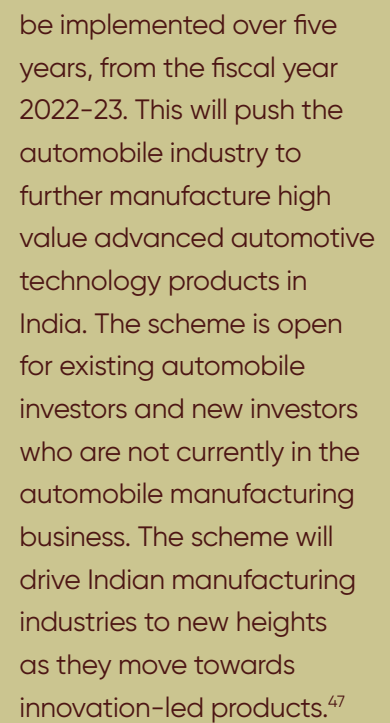 be implemented over five
years, from the fiscal year
2022-23. This will push the
automobile industry to
further manufacture high
value advanced automotive
technology products in
India. The scheme is open
for existing automobile
investors and new investors
who are not currently in the
automobile manufacturing
business. The scheme will
drive Indian manufacturing
industries to new heights
as they move towards
innovation-led products.⁴⁷